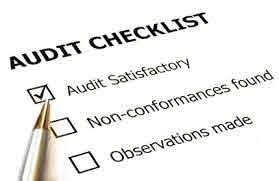 AUDIT CHECKLIST
Audit Satisfactory
Non-conformances found
Observations made